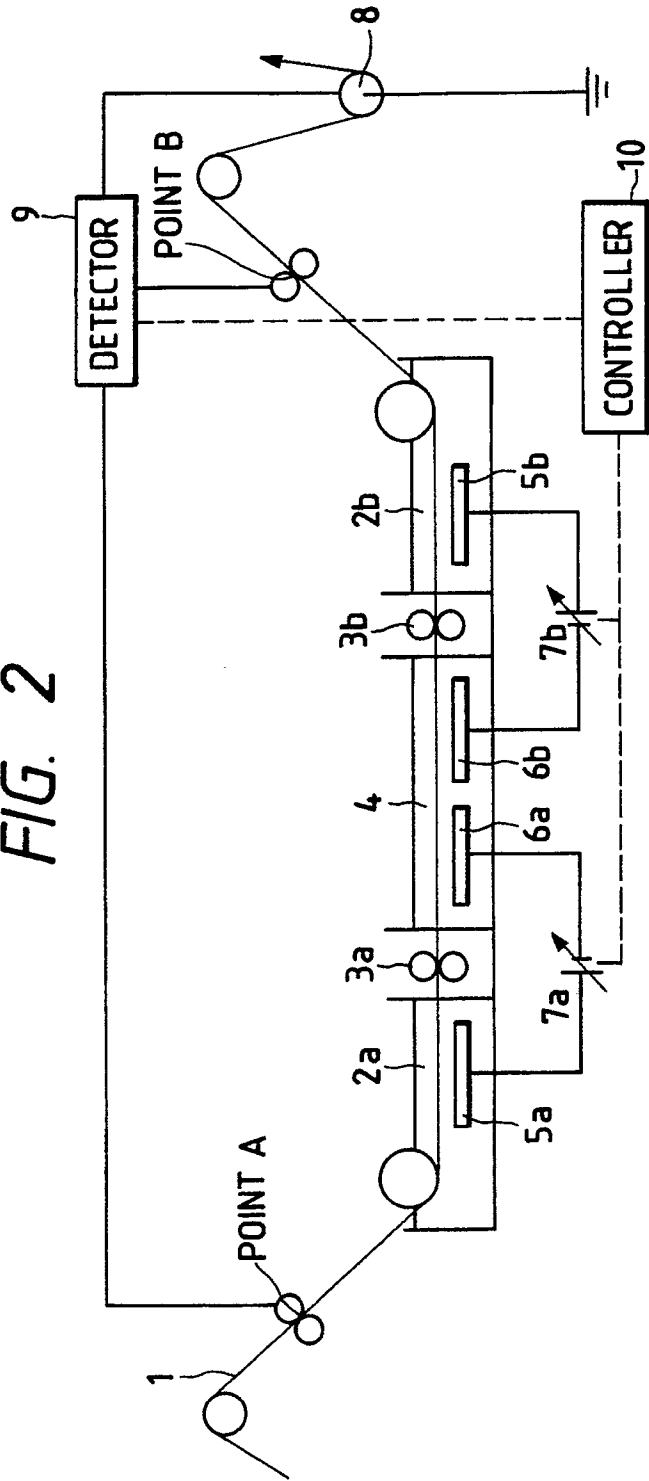 FIG. 2
9
DETECTOR
8
POINT B
POINT A
1
10
CONTROLLER
2a
3a
4
3b
2b
5a
6a
6b
5b
7a
7b